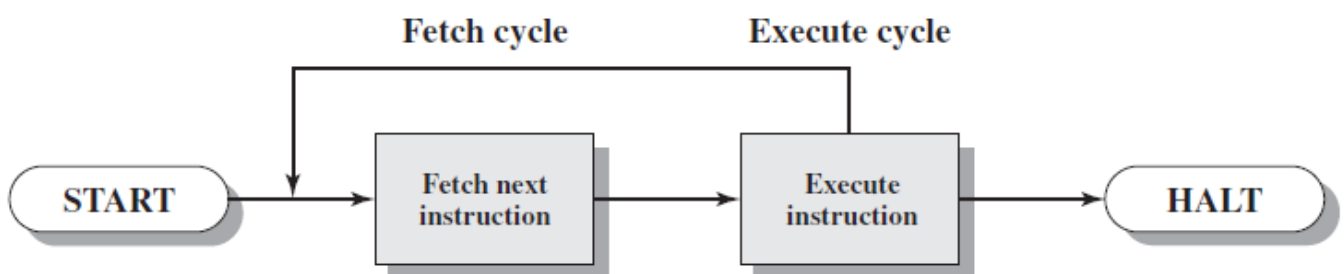 Fetch cycle
Execute cycle
START
Fetch next
instruction
Execute
instruction
HALT